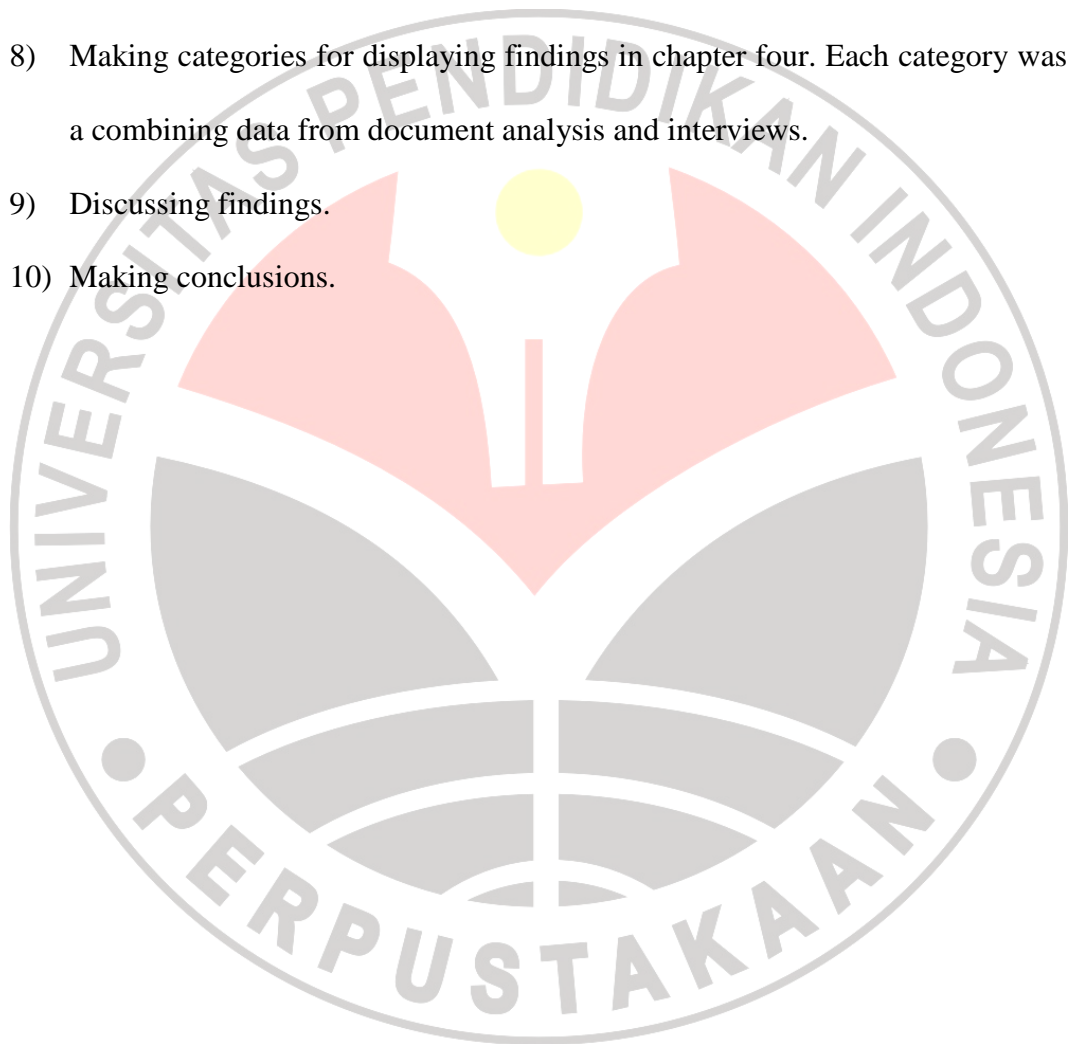 8) Making categories for displaying findings in chapter four. Each category was
a combining data from document analysis and interviews.
9) Discussing findings.
10) Making conclusions.
UNIVERSITAS PENDIDIKAN INDONESIA
PERPUSTAKAAN